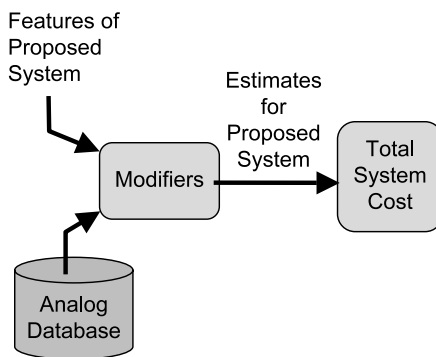 Features of
Proposed
System
Estimates
for
Proposed
System
Modifiers
Total
System
Cost
Analog
Database